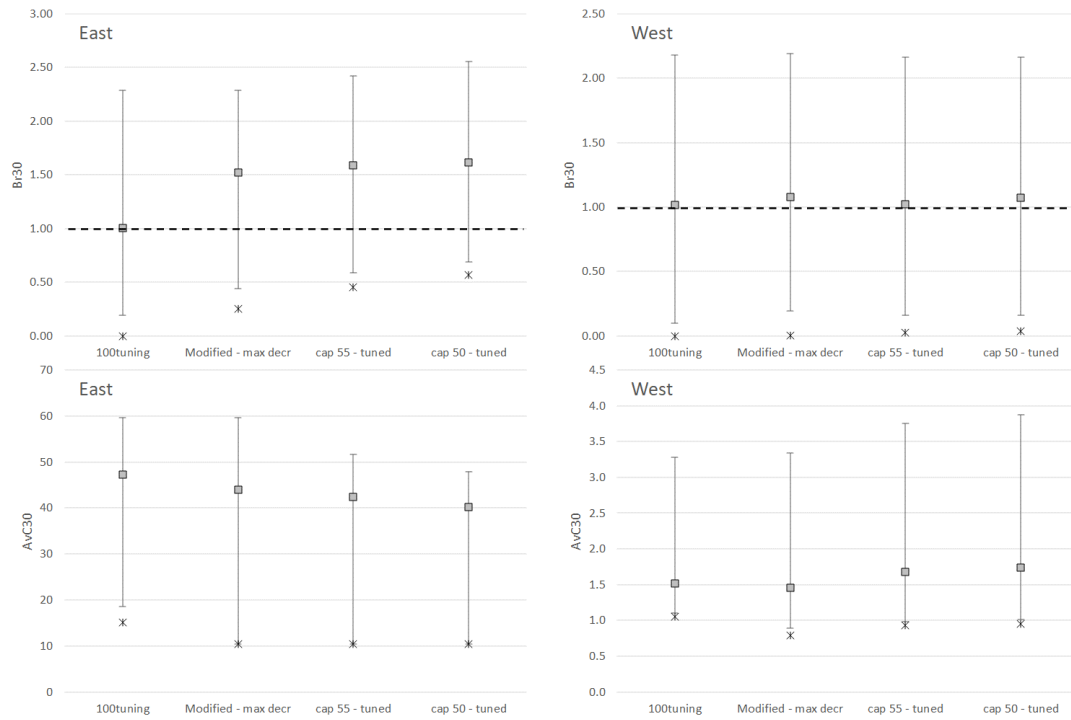 East
3.00
2.50
2.00
1.50
1.00
0.50
0.00
Br30
100tuning Modified - max decr cap 55 - tuned cap 50 - tuned
West
2.50
2.00
1.50
1.00
0.50
0.00
Br30
100tuning Modified - max decr cap 55 - tuned cap 50 - tuned
East
70
60
50
40
30
20
10
0
AvC30
100tuning Modified - max decr cap 55 - tuned cap 50 - tuned
West
4.5
4.0
3.5
3.0
2.5
2.0
1.5
1.0
0.5
0.0
AvC30
100tuning Modified - max decr cap 55 - tuned cap 50 - tuned